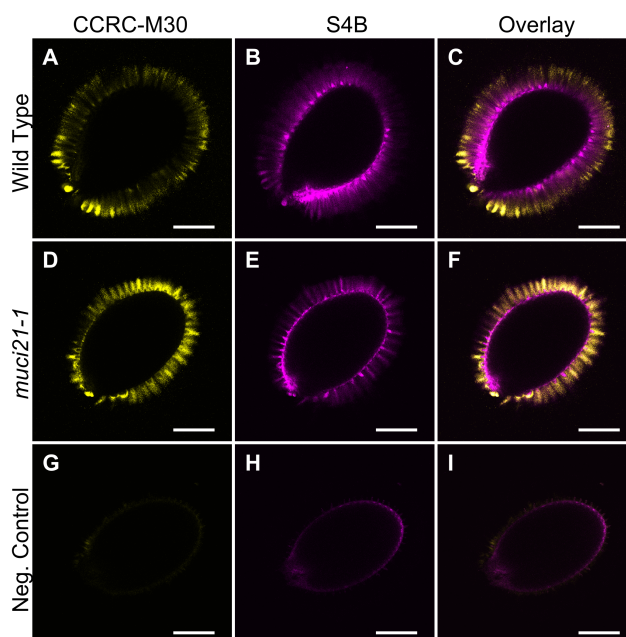 CCRC-M30 S4B Overlay
Wild Type
A B C
muci21-1
D E F
Neg. Control
G H I